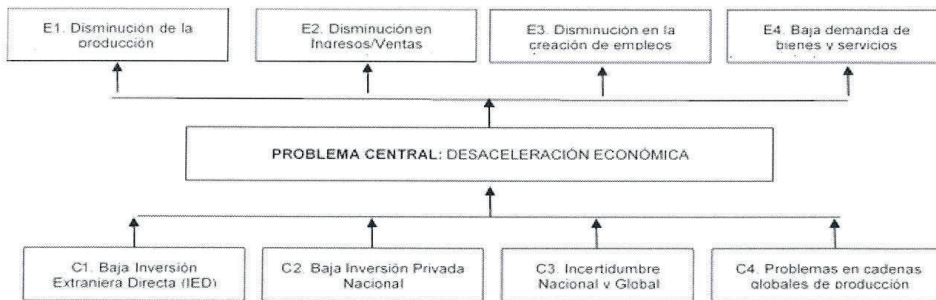 E1. Disminución de la
producción
E2. Disminución en
Ingresos/Ventas
E3. Disminución en la
creación de empleos
E4. Baja demanda de
bienes y servicios
PROBLEMA CENTRAL: DESACELERACIÓN ECONÓMICA
C1. Baja Inversión
Extranjera Directa (IED)
C2. Baja Inversión Privada
Nacional
C3. Incertidumbre
Nacional y Global
C4. Problemas en cadenas
globales de producción